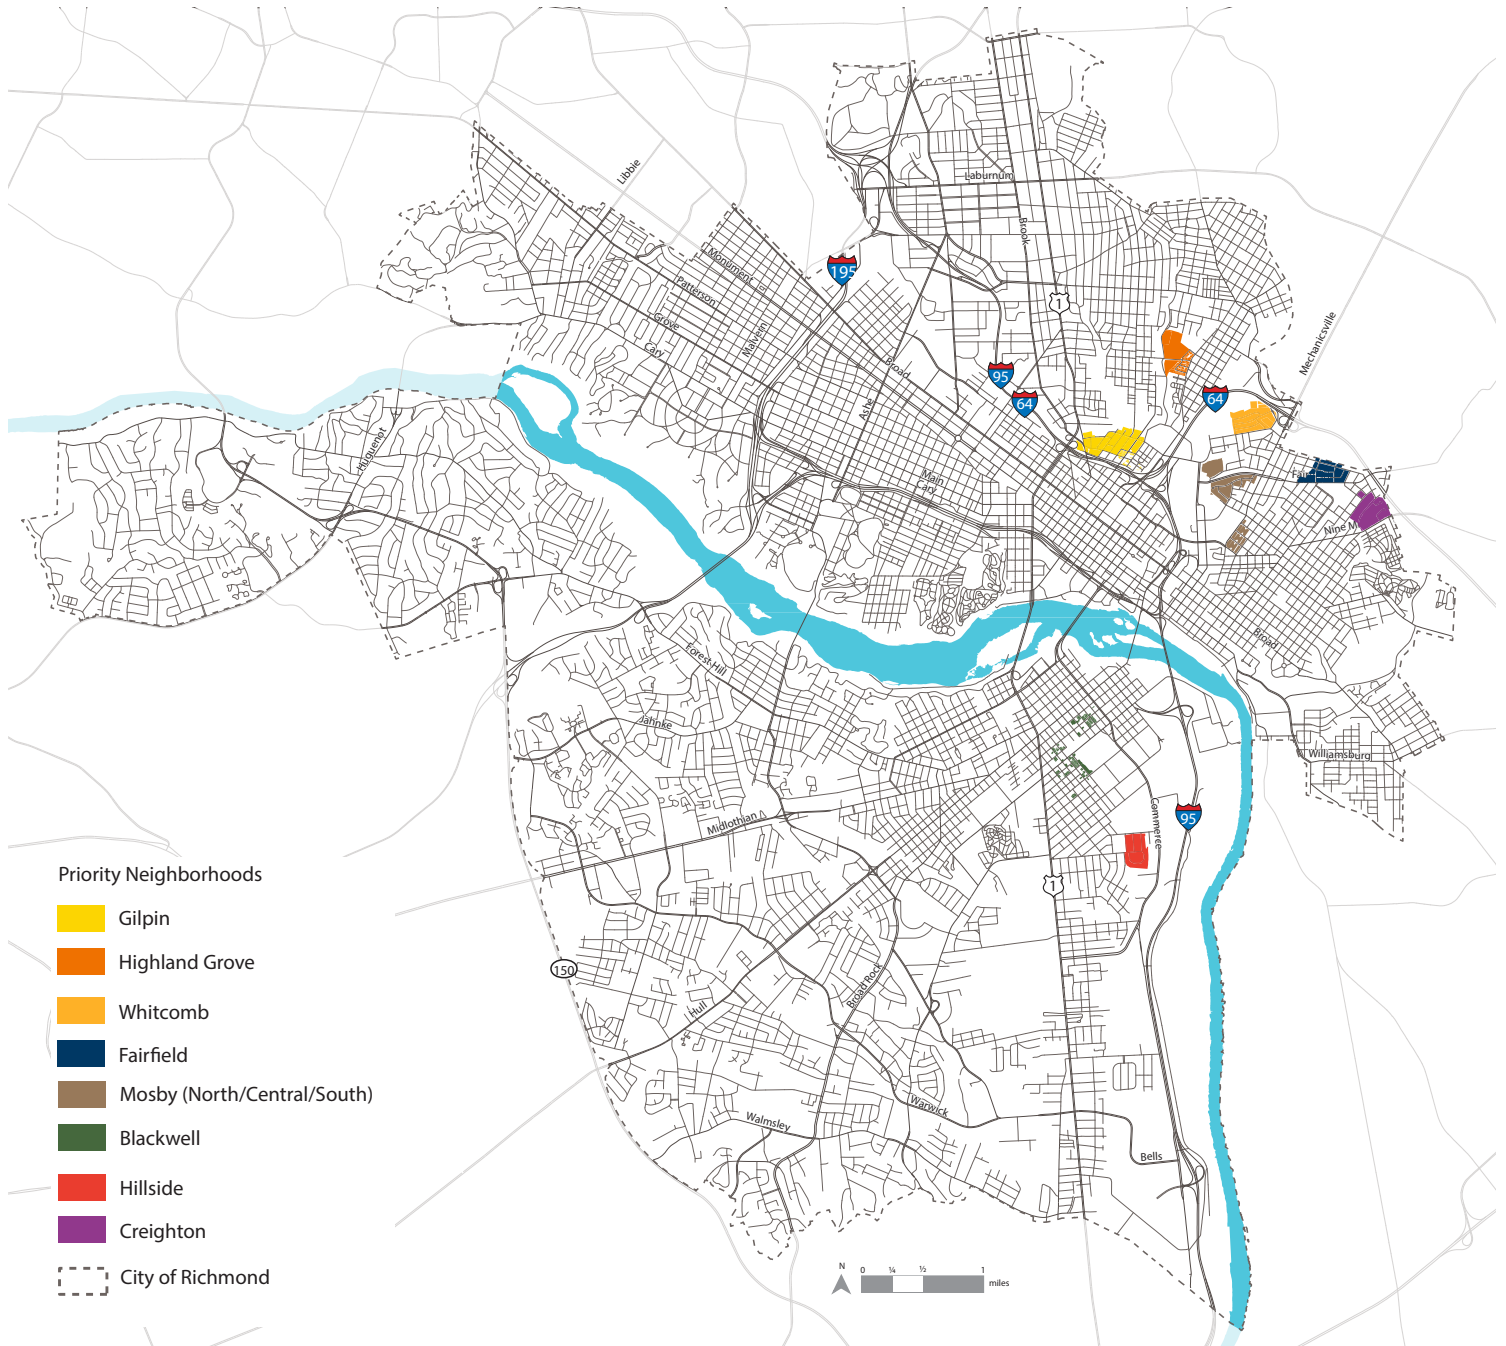 Libbie
Laburnum
Brook
Monument
195
Patterson
1
Grove
Malvern
Cary
Mechanicsville
Broad
95
64
64
Ashe
Huguenot
Main
Cary
Fair
Nine M
Broad
Forest Hill
Jahnke
Williamsburg
Midlothian
Commerce
95
1
Priority Neighborhoods
Gilpin
Highland Grove
Whitcomb
Fairfield
Mosby (North/Central/South)
Blackwell
Hillside
Creighton
City of Richmond
150
Broad Rock
Hull
Warwick
Walmsley
Bells
N
0 ¼ ½ 1
miles